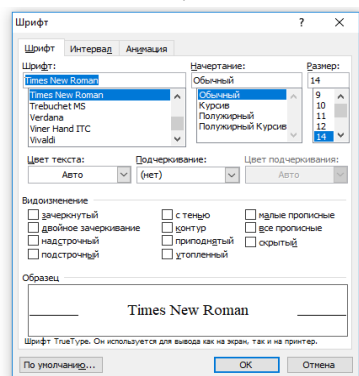 Шрифт ? X
Шрифт Интервал Анимация
Шрифт: Начертание: Размер:
Times New Roman Обычный 14
Times New Roman Обычный 9
Trebuchet MS Курсив 10
Verdana Полужирный 11
Viner Hand ITC Полужирный Курсив 12
Vivaldi 14
Цвет текста: Подчеркивание: Цвет подчеркивания:
Авто (нет) Авто
Видоизменение
зачеркнутый с тенью малые прописные
двойное зачеркивание контур все прописные
надстрочный приподнятый скрытый
подстрочный утопленный
Образец
Times New Roman
Шрифт TrueType. Он используется для вывода как на экран, так и на принтер.
По умолчанию... ОК Отмена